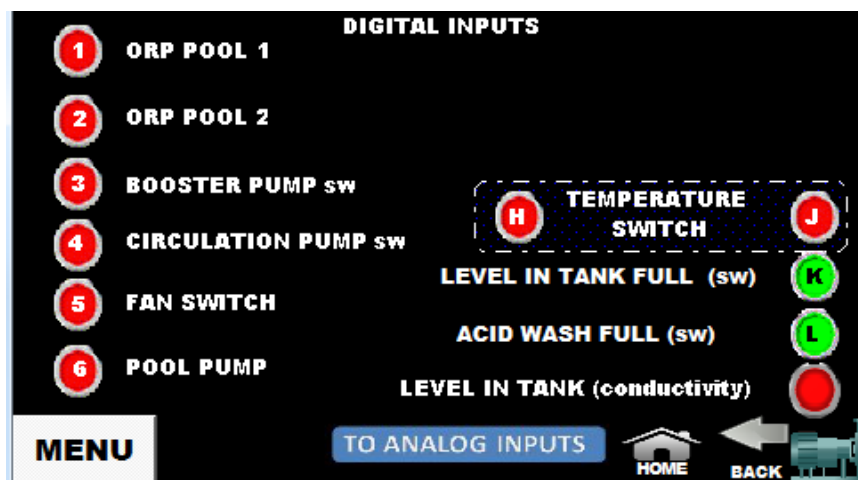 DIGITAL INPUTS
1 ORP POOL 1
2 ORP POOL 2
3 BOOSTER PUMP sw
4 CIRCULATION PUMP sw
5 FAN SWITCH
6 POOL PUMP
H TEMPERATURE J
SWITCH
LEVEL IN TANK FULL (sw) K
ACID WASH FULL (sw) L
LEVEL IN TANK (conductivity)
MENU
TO ANALOG INPUTS
HOME
BACK